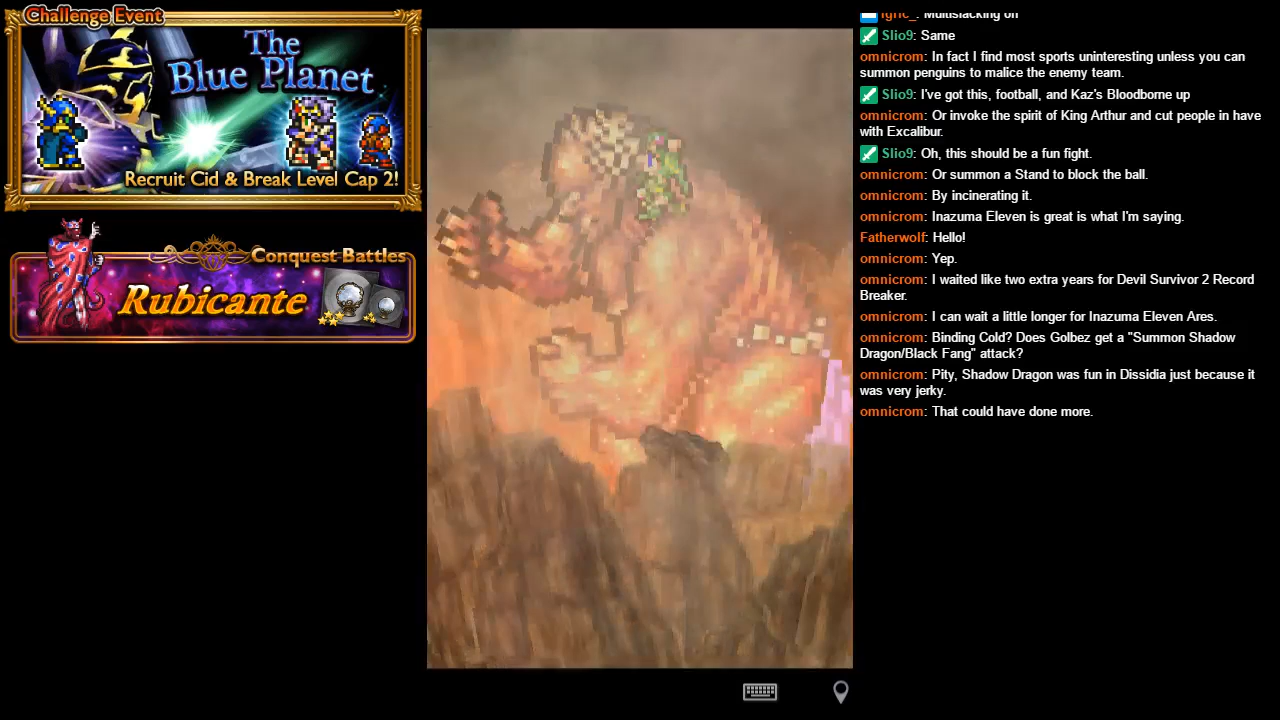 Challenge Event
The
Blue Planet
Recruit Cid & Break Level Cap 2!
Conquest Battles
Rubicante
lyric_: Multislacking on
Slio9: Same
omnicrom: In fact I find most sports uninteresting unless you can
summon penguins to malice the enemy team.
Slio9: I've got this, football, and Kaz's Bloodborne up
omnicrom: Or invoke the spirit of King Arthur and cut people in have
with Excalibur.
Slio9: Oh, this should be a fun fight.
omnicrom: Or summon a Stand to block the ball.
omnicrom: By incinerating it.
omnicrom: Inazuma Eleven is great is what I'm saying.
Fatherwolf: Hello!
omnicrom: Yep.
omnicrom: I waited like two extra years for Devil Survivor 2 Record
Breaker.
omnicrom: I can wait a little longer for Inazuma Eleven Ares.
omnicrom: Binding Cold? Does Golbez get a "Summon Shadow
Dragon/Black Fang" attack?
omnicrom: Pity, Shadow Dragon was fun in Dissidia just because it
was very jerky.
omnicrom: That could have done more.